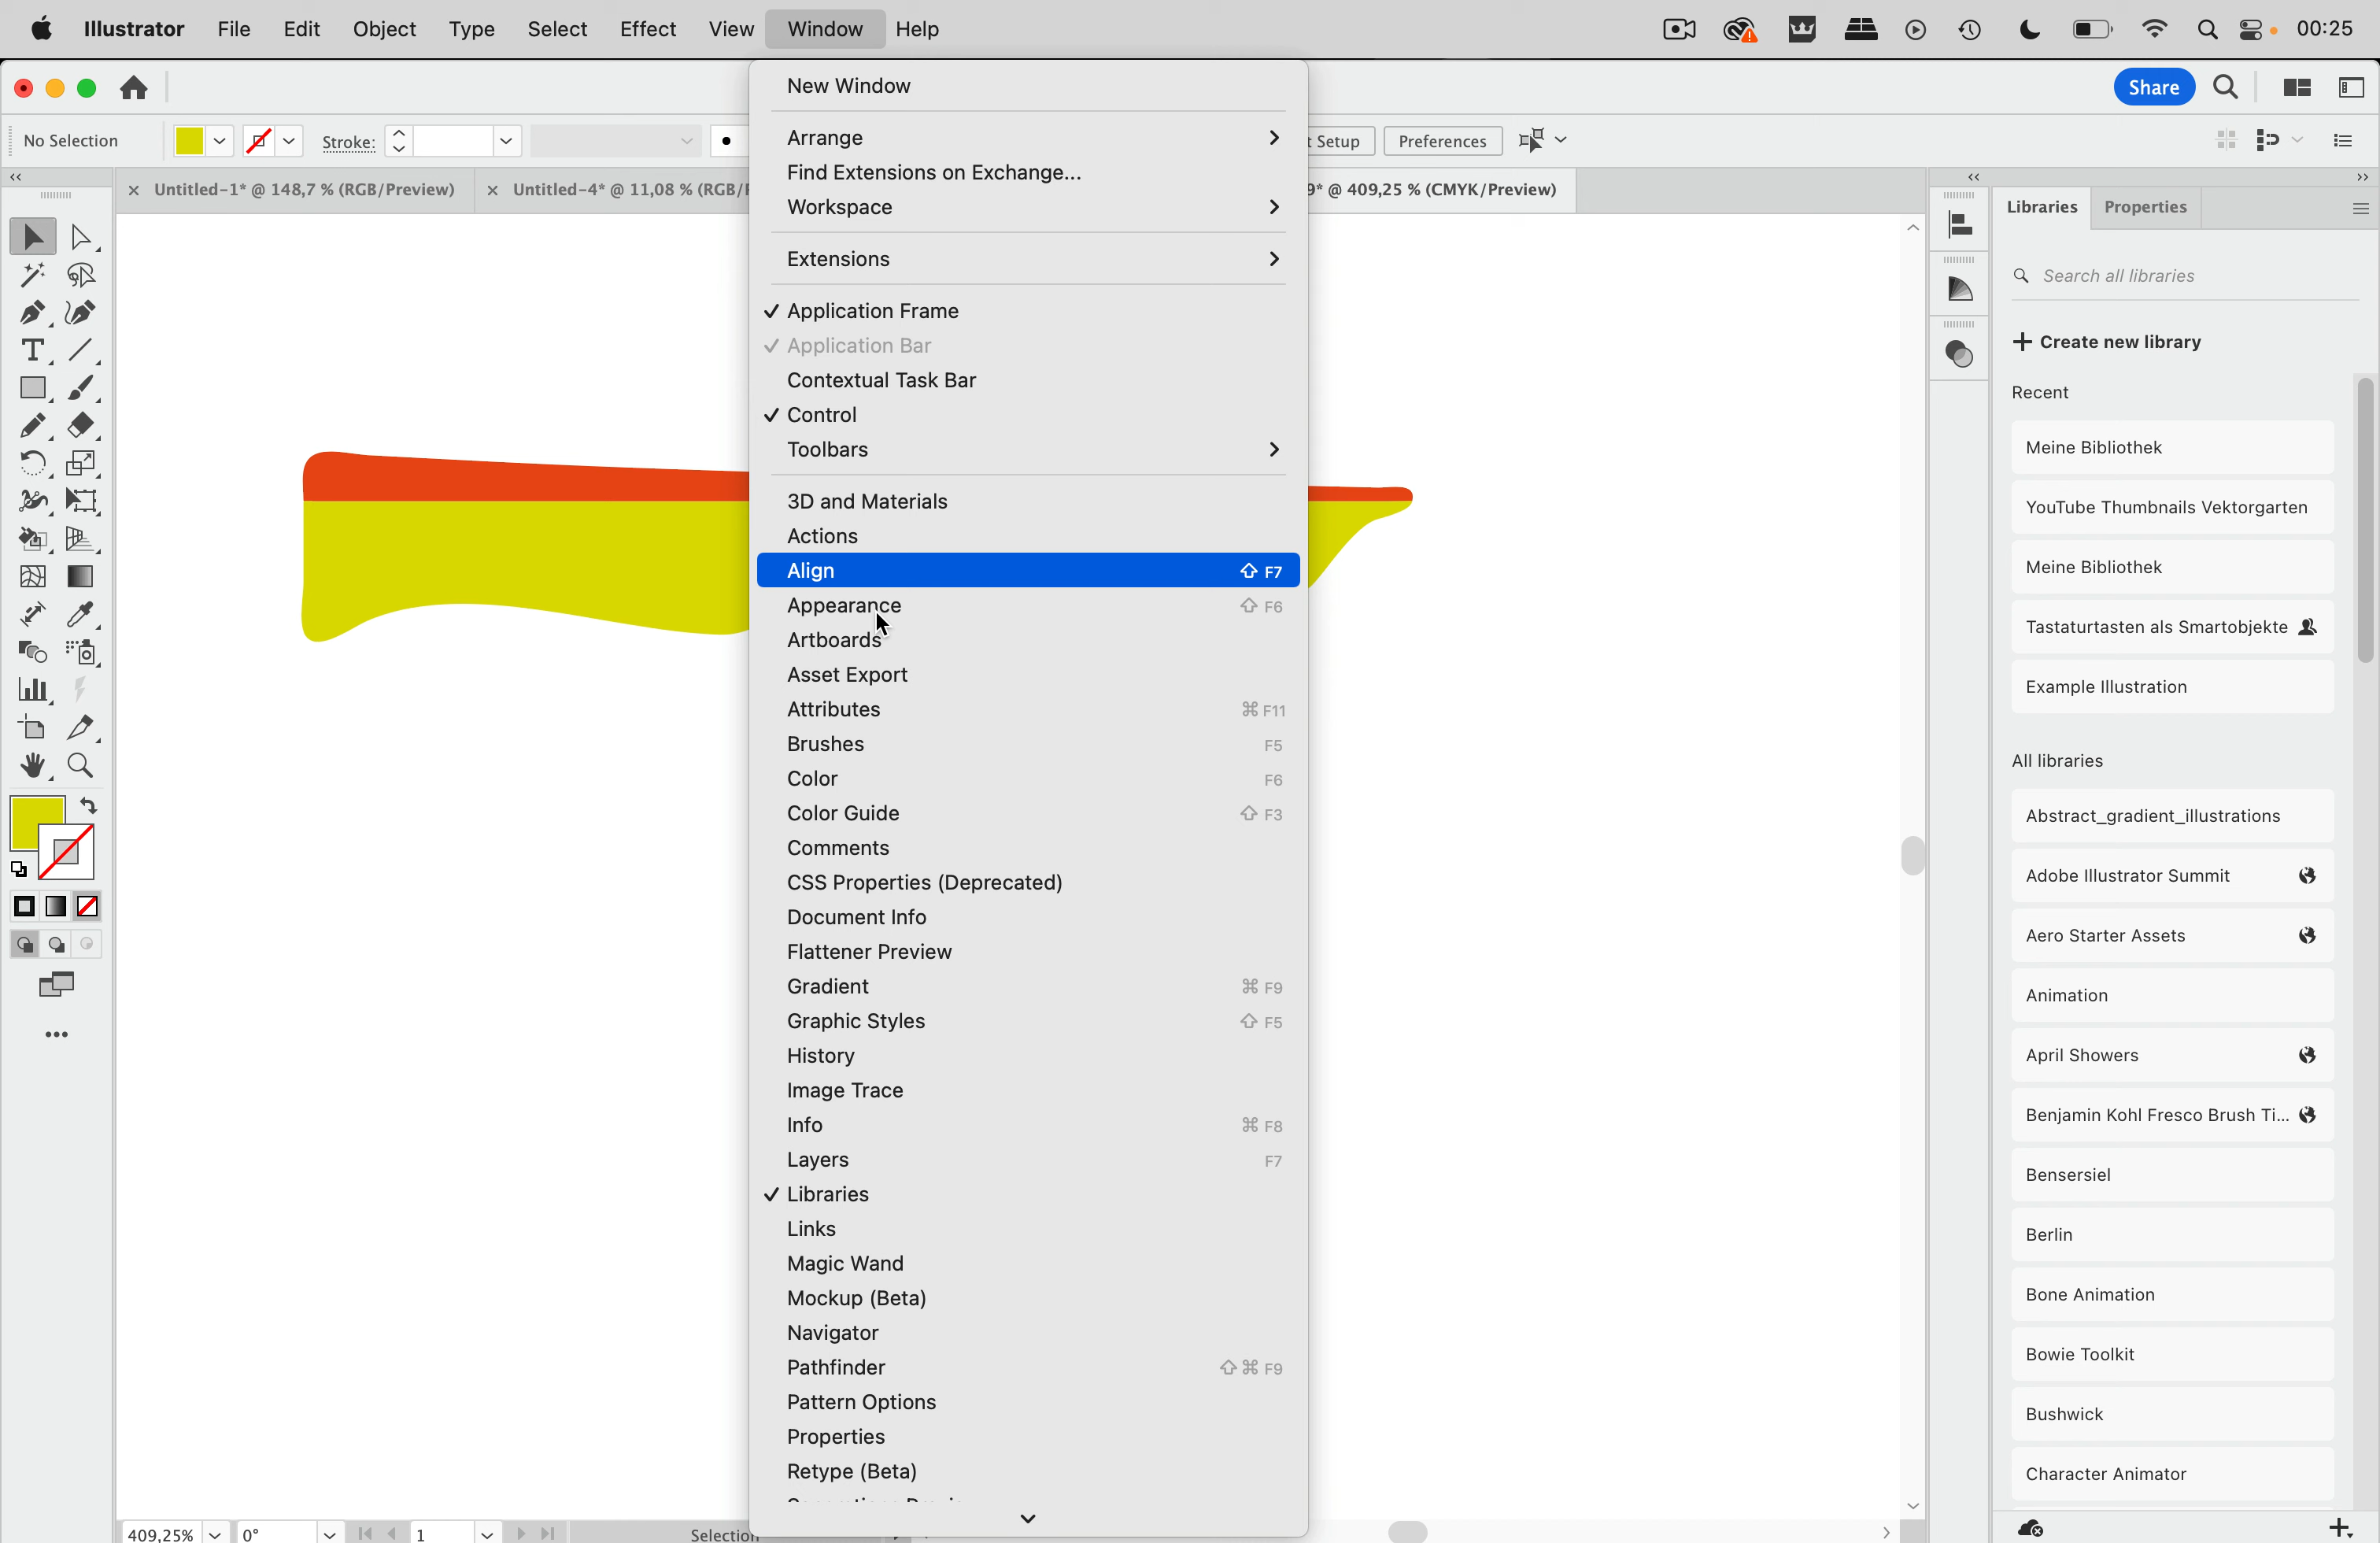 Illustrator File Edit Object Type Select Effect View Window Help 00:25
Share
No Selection Stroke: t Setup Preferences
Untitled-1* @ 148,7 % (RGB/Preview) Untitled-4* @ 11,08 % (RGB/ 9* @ 409,25 % (CMYK/Preview)
New Window
Arrange
Find Extensions on Exchange...
Workspace
Extensions
Application Frame
Application Bar
Contextual Task Bar
Control
Toolbars
3D and Materials
Actions
Align ⇧ F7
Appearance ⇧ F6
Artboards
Asset Export
Attributes ⌘ F11
Brushes F5
Color F6
Color Guide ⇧ F3
Comments
CSS Properties (Deprecated)
Document Info
Flattener Preview
Gradient ⌘ F9
Graphic Styles ⇧ F5
History
Image Trace
Info ⌘ F8
Layers F7
Libraries
Links
Magic Wand
Mockup (Beta)
Navigator
Pathfinder ⇧ ⌘ F9
Pattern Options
Properties
Retype (Beta)
Libraries Properties
Search all libraries
Create new library
Recent
Meine Bibliothek
YouTube Thumbnails Vektorgarten
Meine Bibliothek
Tastaturtasten als Smartobjekte
Example Illustration
All libraries
Abstract_gradient_illustrations
Adobe Illustrator Summit
Aero Starter Assets
Animation
April Showers
Benjamin Kohl Fresco Brush Ti...
Bensersiel
Berlin
Bone Animation
Bowie Toolkit
Bushwick
Character Animator
409,25% 0° 1 Selection